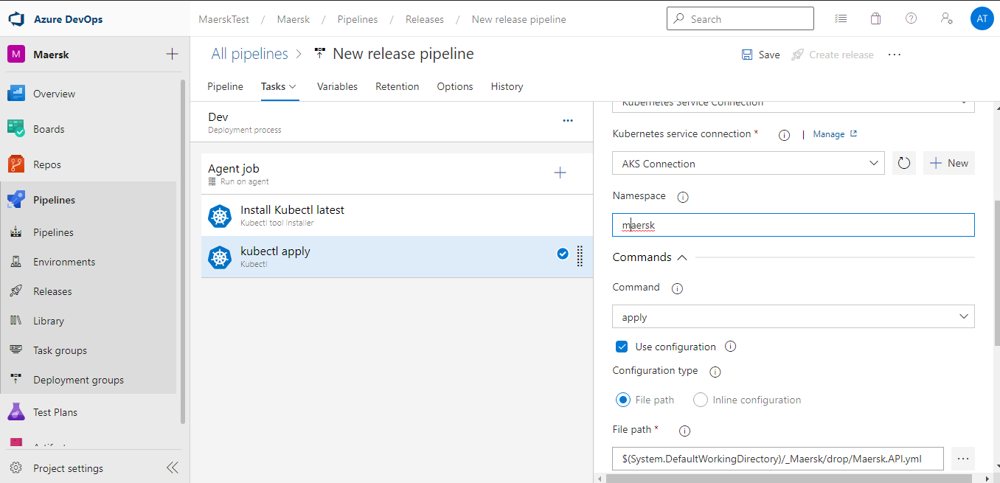 Azure DevOps
MaerskTest / Maersk / Pipelines / Releases / New release pipeline
Search
AT
M Maersk
Overview
Boards
Repos
Pipelines
Pipelines
Environments
Releases
Library
Task groups
Deployment groups
Test Plans
Project settings
All pipelines > New release pipeline
Save
Create release
Pipeline
Tasks
Variables
Retention
Options
History
Dev
Deployment process
Agent job
Run on agent
Install Kubectl latest
Kubectl tool installer
kubectl apply
Kubectl
Kubernetes Service Connection
Kubernetes service connection * | Manage
AKS Connection
New
Namespace
maersk
Commands
Command
apply
Use configuration
Configuration type
File path
Inline configuration
File path *
$(System.DefaultWorkingDirectory)/_Maersk/drop/Maersk.API.yml